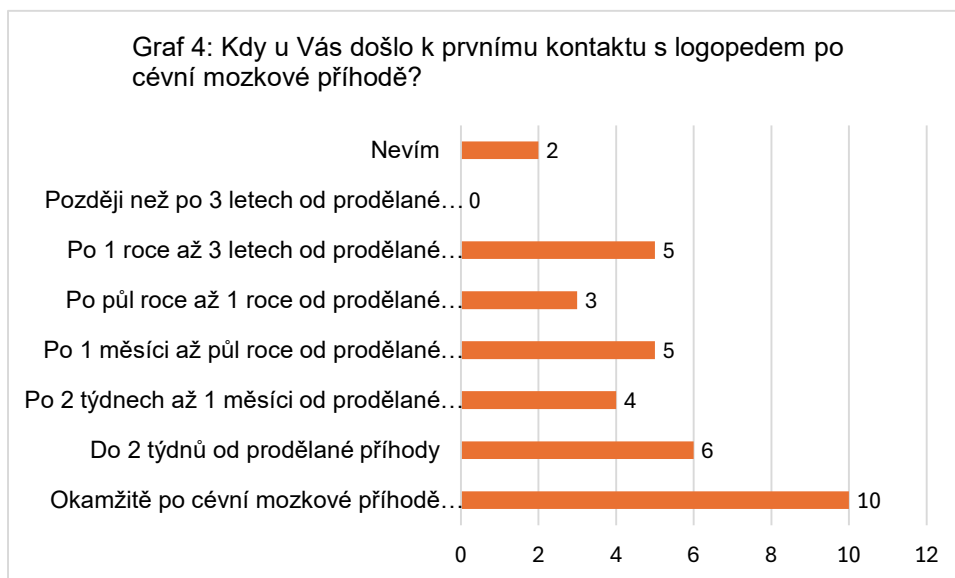 Graf 4: Kdy u Vás došlo k prvnímu kontaktu s logopedem po
cévní mozkové příhodě?
Nevím
2
Později než po 3 letech od prodělané…
0
Po 1 roce až 3 letech od prodělané…
5
Po půl roce až 1 roce od prodělané…
3
Po 1 měsíci až půl roce od prodělané…
5
Po 2 týdnech až 1 měsíci od prodělané…
4
Do 2 týdnů od prodělané příhody
6
Okamžitě po cévní mozkové příhodě…
10
0 2 4 6 8 10 12